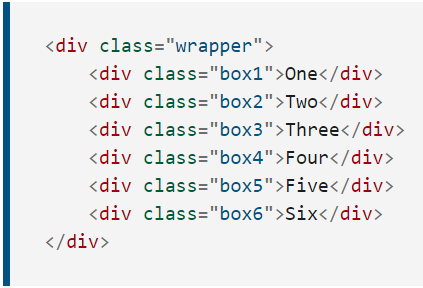 <div class="wrapper">
    <div class="box1">One</div>
    <div class="box2">Two</div>
    <div class="box3">Three</div>
    <div class="box4">Four</div>
    <div class="box5">Five</div>
    <div class="box6">Six</div>
</div>